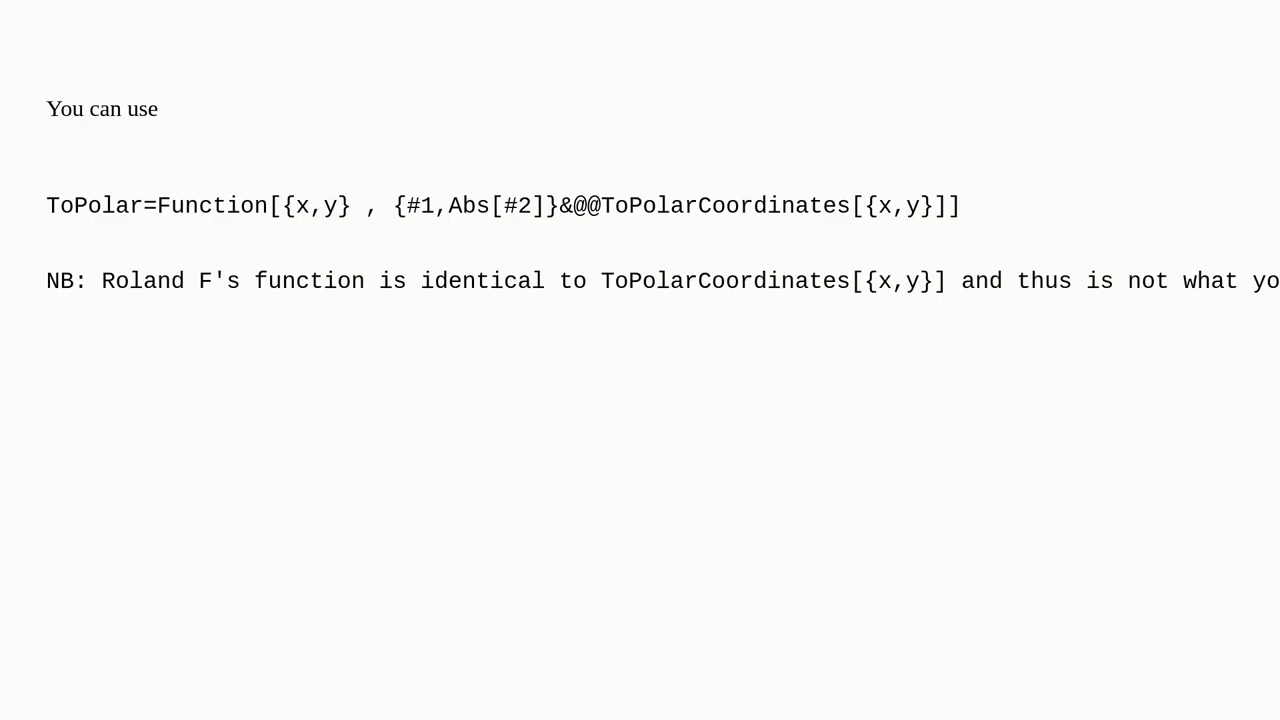 You can use
ToPolar=Function[{x,y} , {#1,Abs[#2]}&@@ToPolarCoordinates[{x,y}]]
NB: Roland F's function is identical to ToPolarCoordinates[{x,y}] and thus is not what